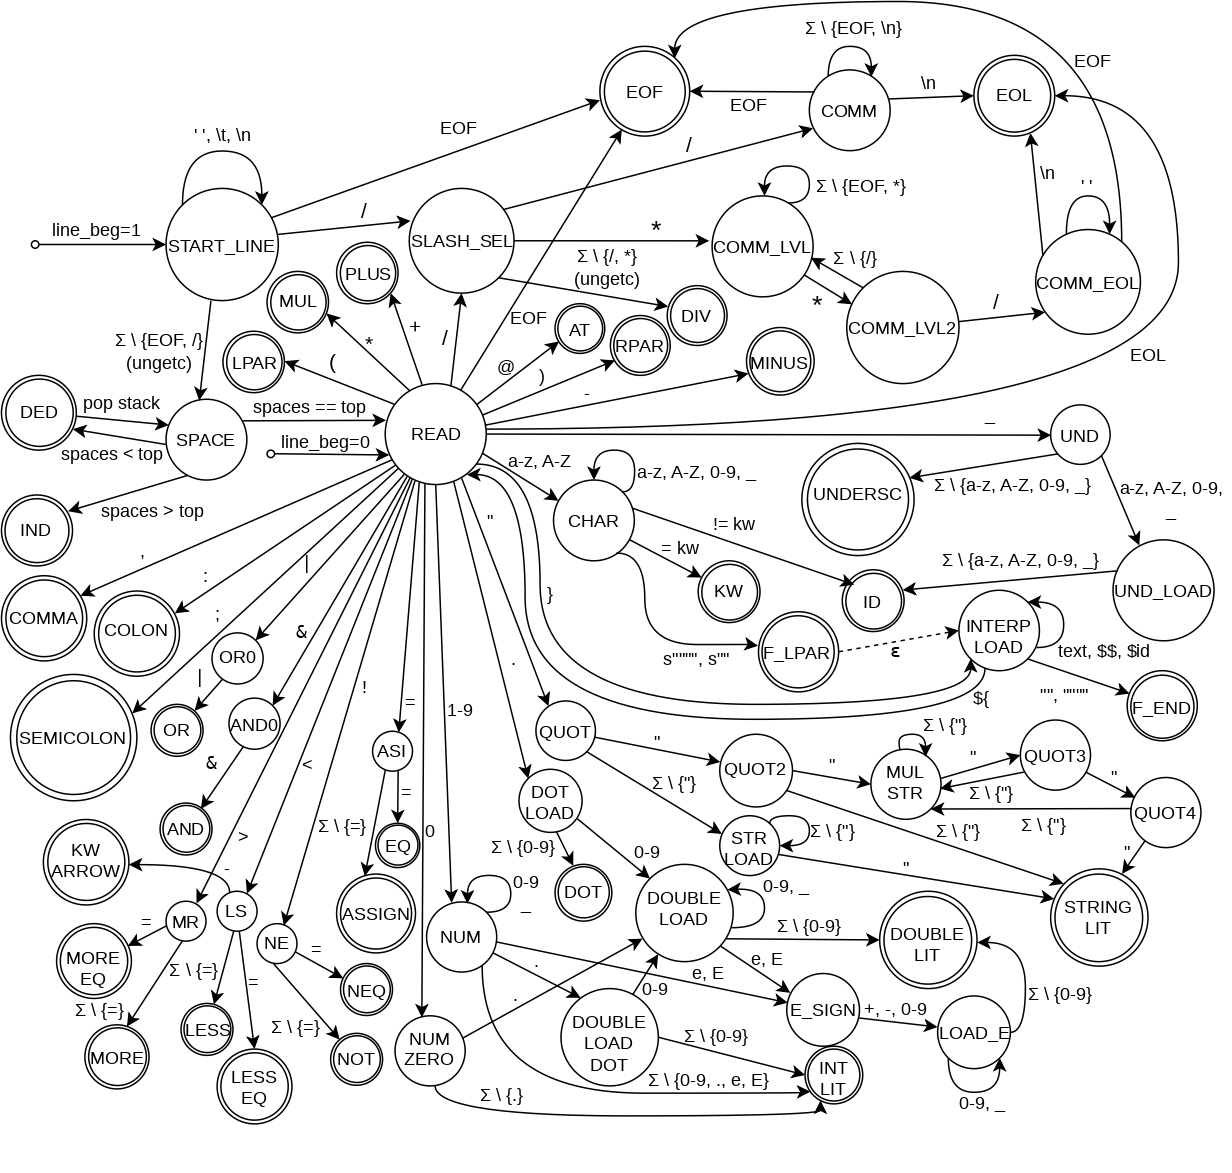 Σ \ {EOF, \n}
EOF
EOF
COMM
\n
EOL
EOF
EOF
' ', \t, \n
/
\n
' '
line_beg=1
START_LINE
/
SLASH_SEL
*
COMM_LVL
Σ \ {EOF, *}
COMM_EOL
PLUS
Σ \ {/, *}
(ungetc)
Σ \ {/}
MUL
*
COMM_LVL2
/
DIV
EOF
AT
RPAR
MINUS
EOL
Σ \ {EOF, /}
(ungetc)
LPAR
(
*
+
/
@
)
-
DED
pop stack
spaces == top
SPACE
READ
line_beg=0
spaces < top
_
UND
a-z, A-Z
a-z, A-Z, 0-9, _
UNDERSC
Σ \ {a-z, A-Z, 0-9, _}
a-z, A-Z, 0-9,
_
IND
spaces > top
CHAR
!= kw
= kw
"
,
|
:
Σ \ {a-z, A-Z, 0-9, _}
COMMA
COLON
;
&
}
KW
ID
UND_LOAD
INTERP
LOAD
OR0
|
s""""", s""
F_LPAR
ε
text, $$, $id
.
!
${
"", """""
F_END
SEMICOLON
OR
AND0
=
1-9
ASI
QUOT
"
Σ \ {"}
&
<
=
QUOT2
"
MUL
STR
Σ \ {"}
"
QUOT3
Σ \ {"}
"
QUOT4
DOT
LOAD
AND
>
Σ \ {=}
0
EQ
Σ \ {0-9}
STR
LOAD
Σ \ {"}
Σ \ {"}
Σ \ {"}
"
"
KW
ARROW
-
DOT
0-9
DOUBLE
LOAD
0-9, _
STRING
LIT
MR
LS
NE
ASSIGN
0-9
_
NUM
Σ \ {0-9}
DOUBLE
LIT
=
MORE
EQ
Σ \ {=}
=
=
NEQ
.
0-9
e, E
e, E
.
E_SIGN
+, -, 0-9
LOAD_E
Σ \ {0-9}
Σ \ {=}
MORE
LESS
Σ \ {=}
NOT
NUM
ZERO
DOUBLE
LOAD
DOT
Σ \ {0-9}
LESS
EQ
Σ \ {0-9, ., e, E}
INT
LIT
Σ \ {.}
0-9, _